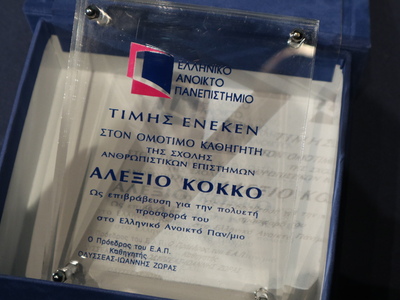 ΕΛΛΗΝΙΚΟ
ΑΝΟΙΚΤΟ
ΠΑΝΕΠΙΣΤΗΜΙΟ
ΤΙΜΗΣ ΕΝΕΚΕΝ
ΣΤΟΝ ΟΜΟΤΙΜΟ ΚΑΘΗΓΗΤΗ
ΤΗΣ ΣΧΟΛΗΣ
ΑΝΘΡΩΠΙΣΤΙΚΩΝ ΕΠΙΣΤΗΜΩΝ
ΑΛΕΞΙΟ ΚΟΚΚΟ
Ως επιβράβευση για την πολυετή
προσφορά του
στο Ελληνικό Ανοικτό Παν/μιο
Ο Πρόεδρος του Ε.Α.Π.
Καθηγητής
ΟΔΥΣΣΕΑΣ-ΙΩΑΝΝΗΣ ΖΩΡΑΣ